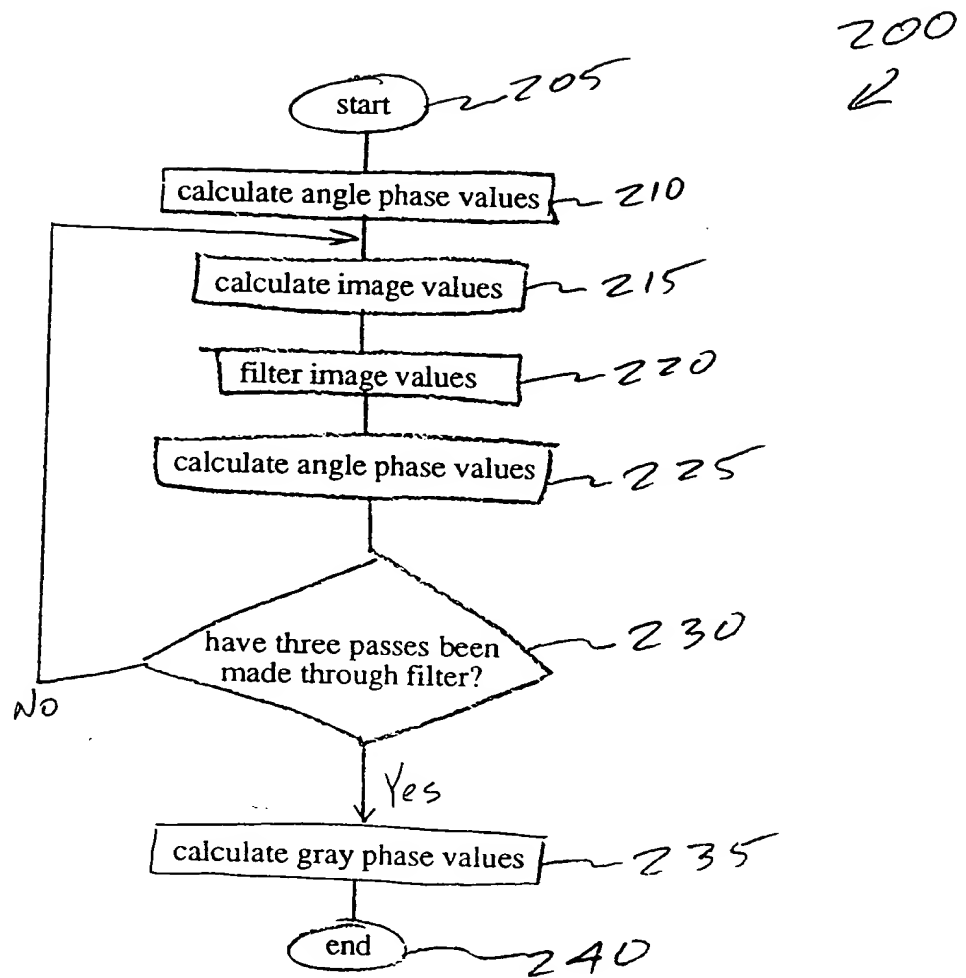 200
start 205
calculate angle phase values 210
calculate image values 215
filter image values 220
calculate angle phase values 225
have three passes been
made through filter? 230
No
Yes
calculate gray phase values 235
end 240